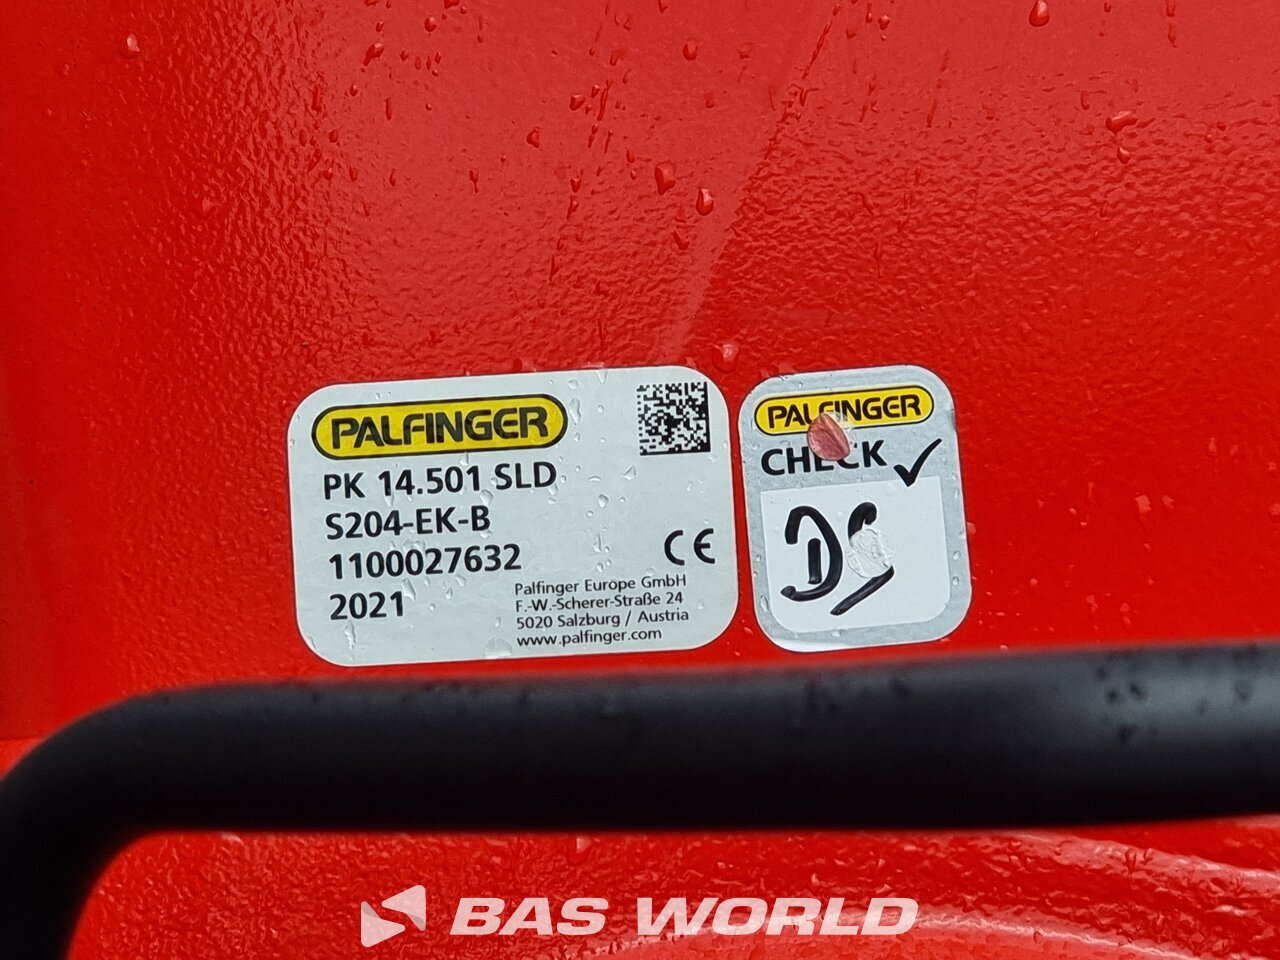 PALFINGER
PK 14.501 SLD
S204-EK-B
1100027632
2021
Palfinger Europe GmbH
F.-W.-Scherer-Straße 24
5020 Salzburg / Austria
www.palfinger.com
CE
PALFINGER
CHECK
DS
BAS WORLD